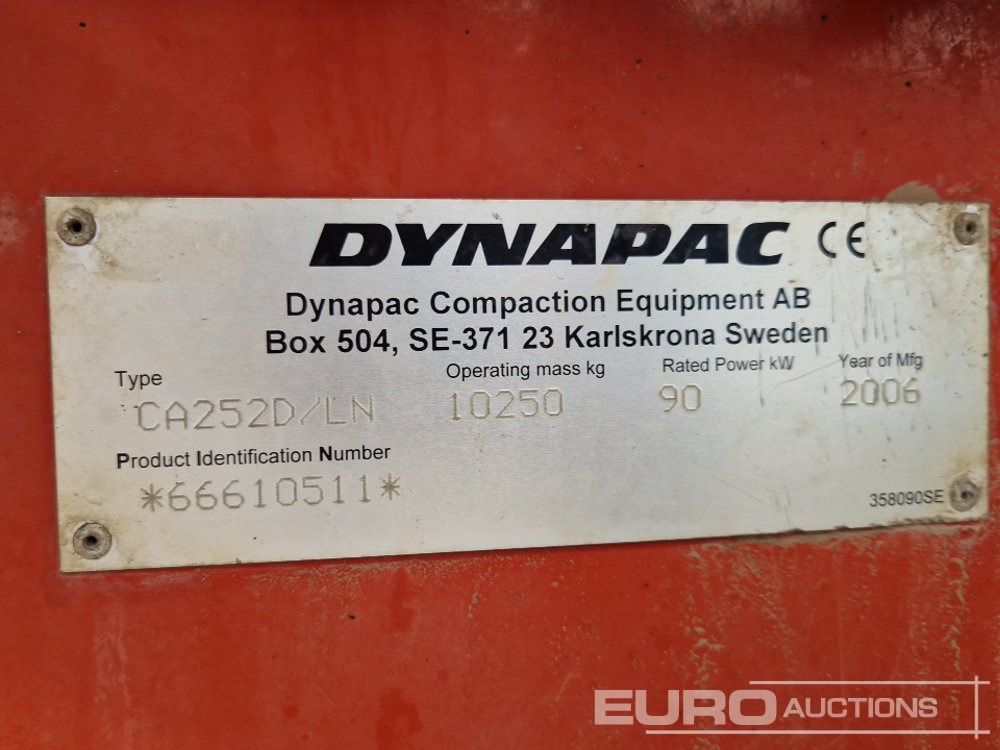 DYNAPAC CE
Dynapac Compaction Equipment AB
Box 504, SE-371 23 Karlskrona Sweden
Type Operating mass kg Rated Power kW Year of Mfg
CA252D/LN 10250 90 2006
Product Identification Number
*66610511*
358090SE
EURO AUCTIONS